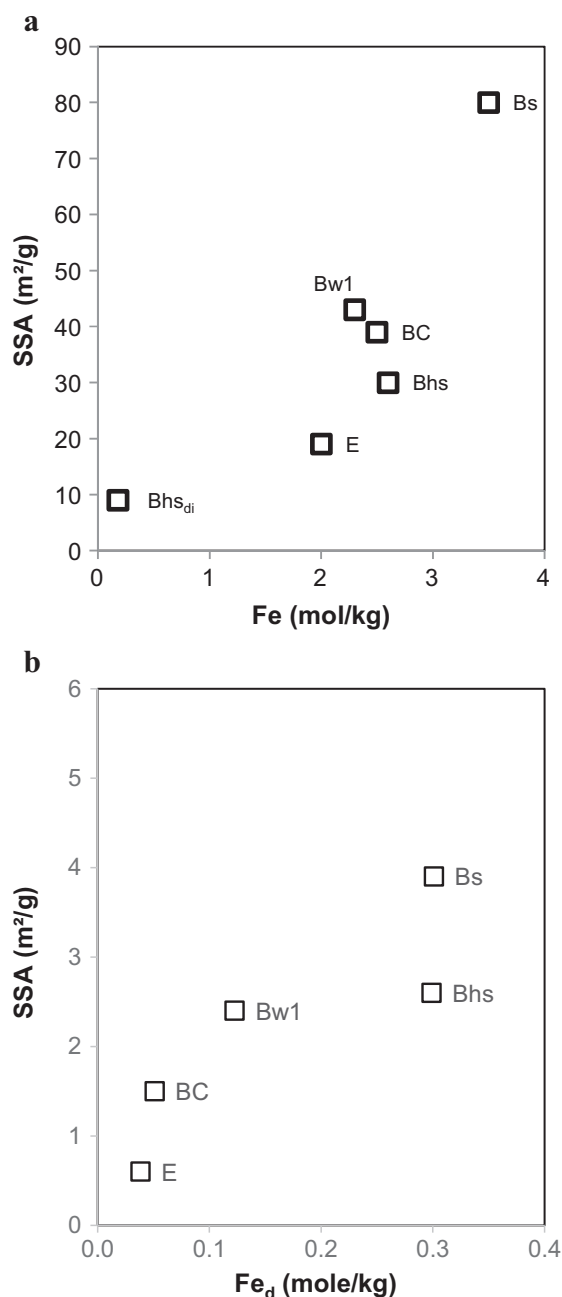 a
90
80
70
60
50
40
30
20
10
0
SSA (m²/g)
Bs
Bw1
BC
Bhs
E
Bhsdi
0 1 2 3 4
Fe (mol/kg)
b
6
5
4
3
2
1
0
SSA (m²/g)
Bs
Bhs
Bw1
BC
E
0.0 0.1 0.2 0.3 0.4
Fed (mole/kg)